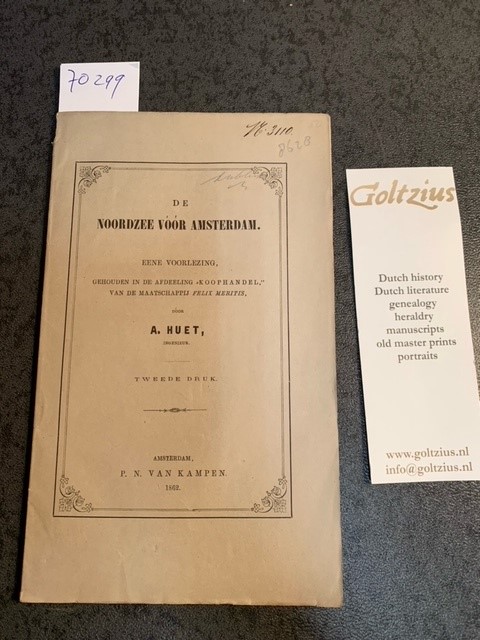 70299
N. 3110.
862B
DE
NOORDZEE VÓÓR AMSTERDAM.
EENE VOORLEZING,
GEHOUDEN IN DE AFDEELING „KOOPHANDEL,”
VAN DE MAATSCHAPPIJ FELIX MERITIS,
DOOR
A. HUET,
INGENIEUR.
TWEEDE DRUK.
AMSTERDAM,
P. N. VAN KAMPEN.
1862.
Goltzius
Dutch history
Dutch literature
genealogy
heraldry
manuscripts
old master prints
portraits
www.goltzius.nl
info@goltzius.nl